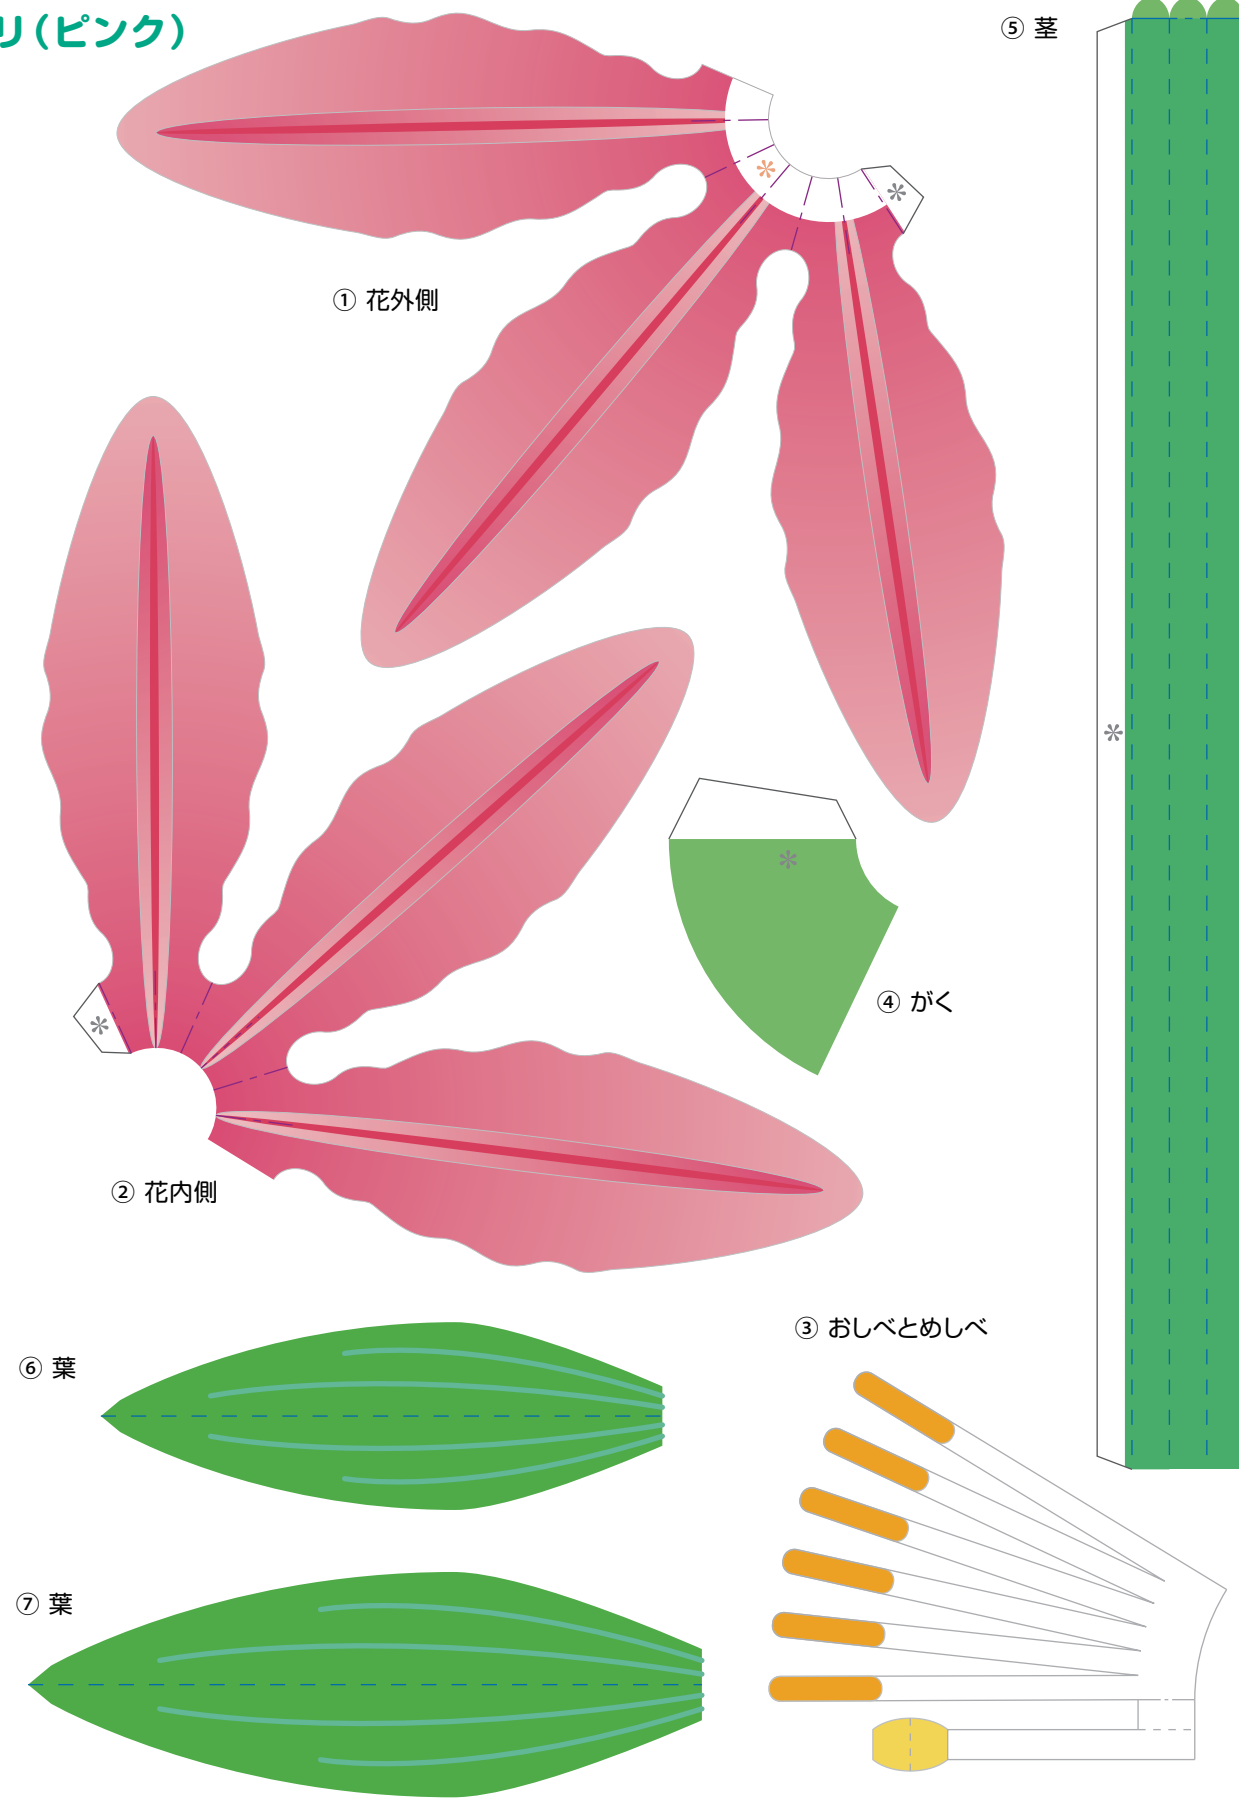 リ（ピンク）
⑤ 茎
① 花外側
④ がく
② 花内側
③ おしべとめしべ
⑥ 葉
⑦ 葉